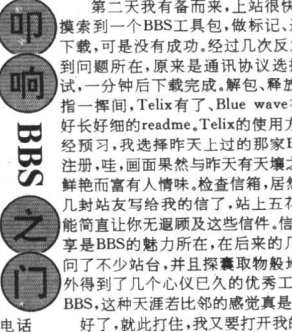 叩响BBS之门
第二天我有备而来,上站很快
摸索到一个BBS工具包,做标记、
下载,可是没有成功。经过几次反
到问题所在,原来是通讯协议选
试,一分钟后下载完成。解包、释放
指一挥间,Telix有了、Blue wave
好长好细的readme。Telix的使用方
经预习,我选择昨天上过的那家B
注册,哇,画面果然与昨天有天壤之
鲜艳而富有人情味。检查信箱,居然
几封站友写给我的信了,站上五花
能简直让你无遐顾及这些信件。信
享是BBS的魅力所在,在后来的几
问了不少站台,并且探囊取物般
外得到了几个心仪已久的优秀工
BBS,这种天涯若比邻的感觉真是
电话
好了,就此打住,我又要打开我的